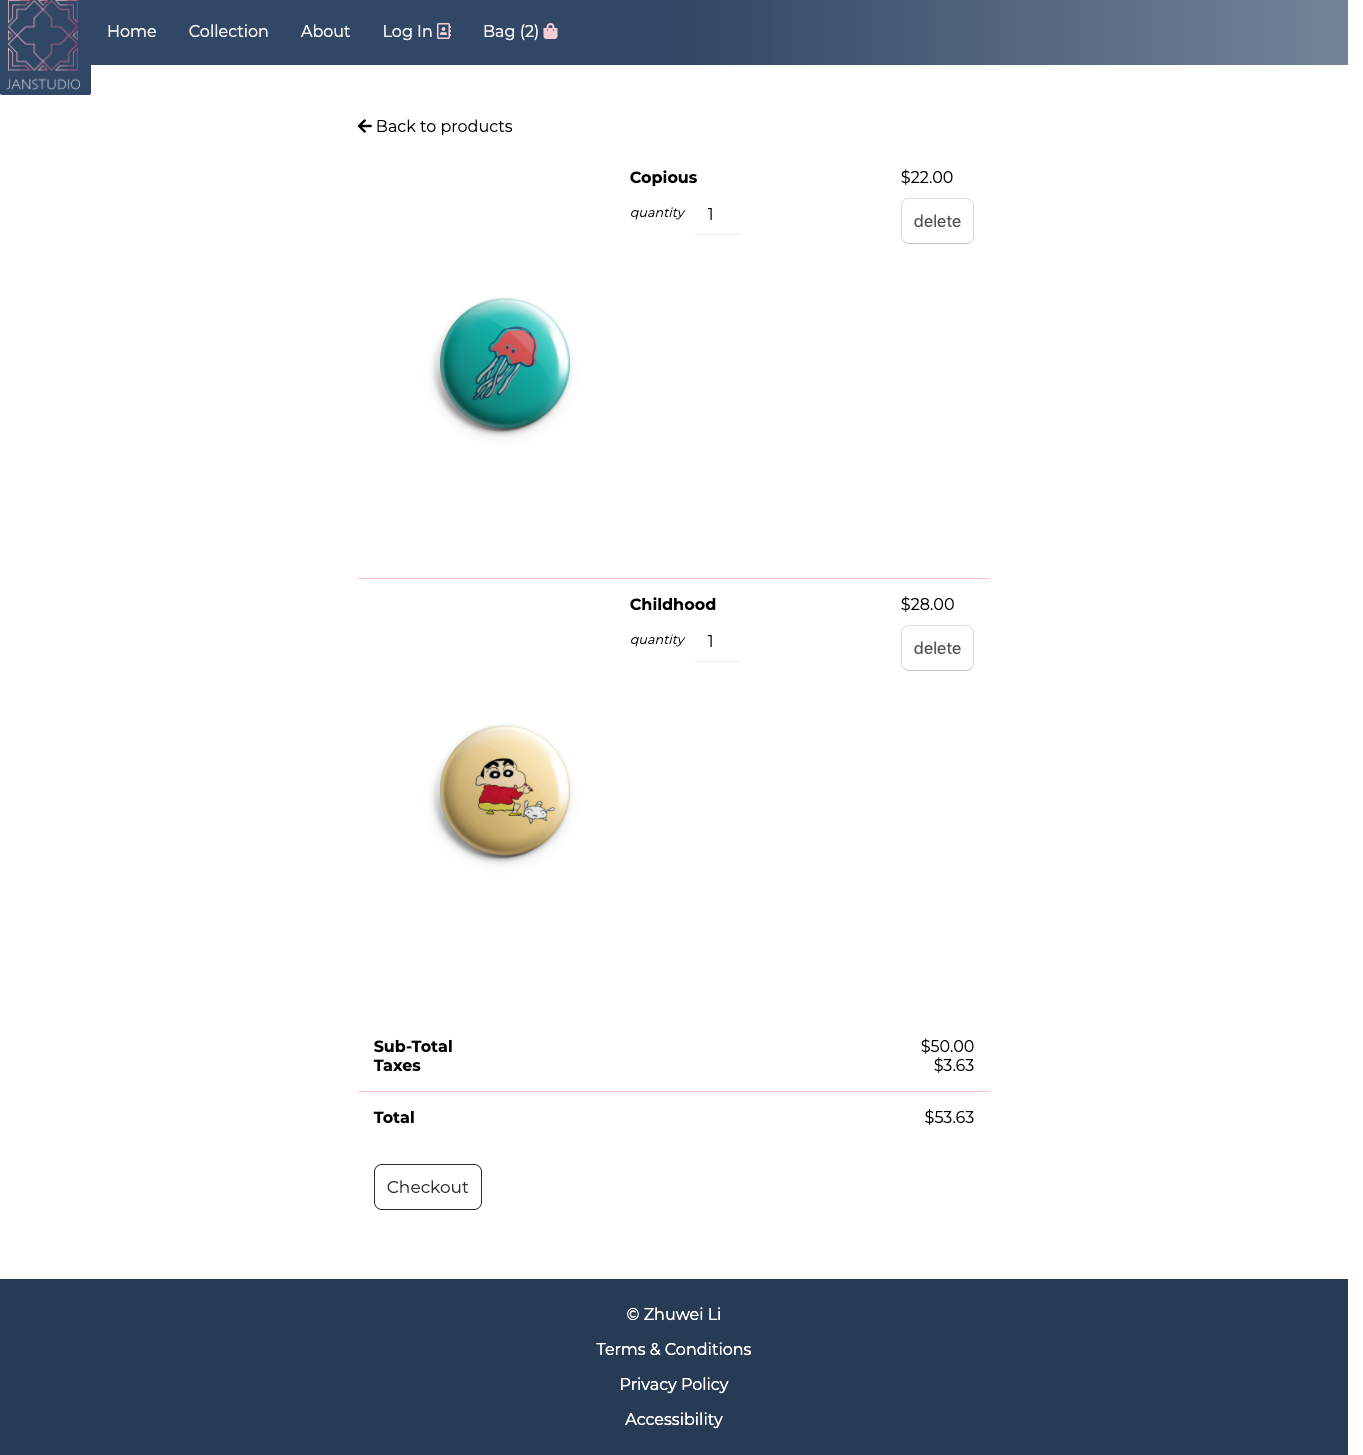 Home Collection About Log In Bag (2)
JANSTUDIO
Back to products
Copious $22.00
quantity 1 delete
Childhood $28.00
quantity 1 delete
Sub-Total $50.00
Taxes $3.63
Total $53.63
Checkout
© Zhuwei Li
Terms & Conditions
Privacy Policy
Accessibility